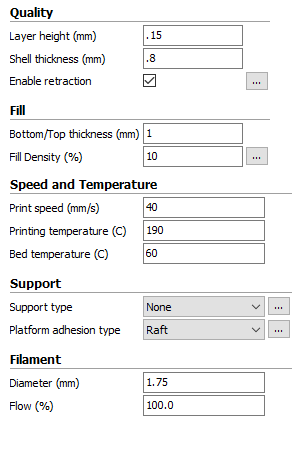 Quality
Layer height (mm) .15
Shell thickness (mm) .8
Enable retraction ...
Fill
Bottom/Top thickness (mm) 1
Fill Density (%) 10 ...
Speed and Temperature
Print speed (mm/s) 40
Printing temperature (C) 190
Bed temperature (C) 60
Support
Support type None ...
Platform adhesion type Raft ...
Filament
Diameter (mm) 1.75
Flow (%) 100.0